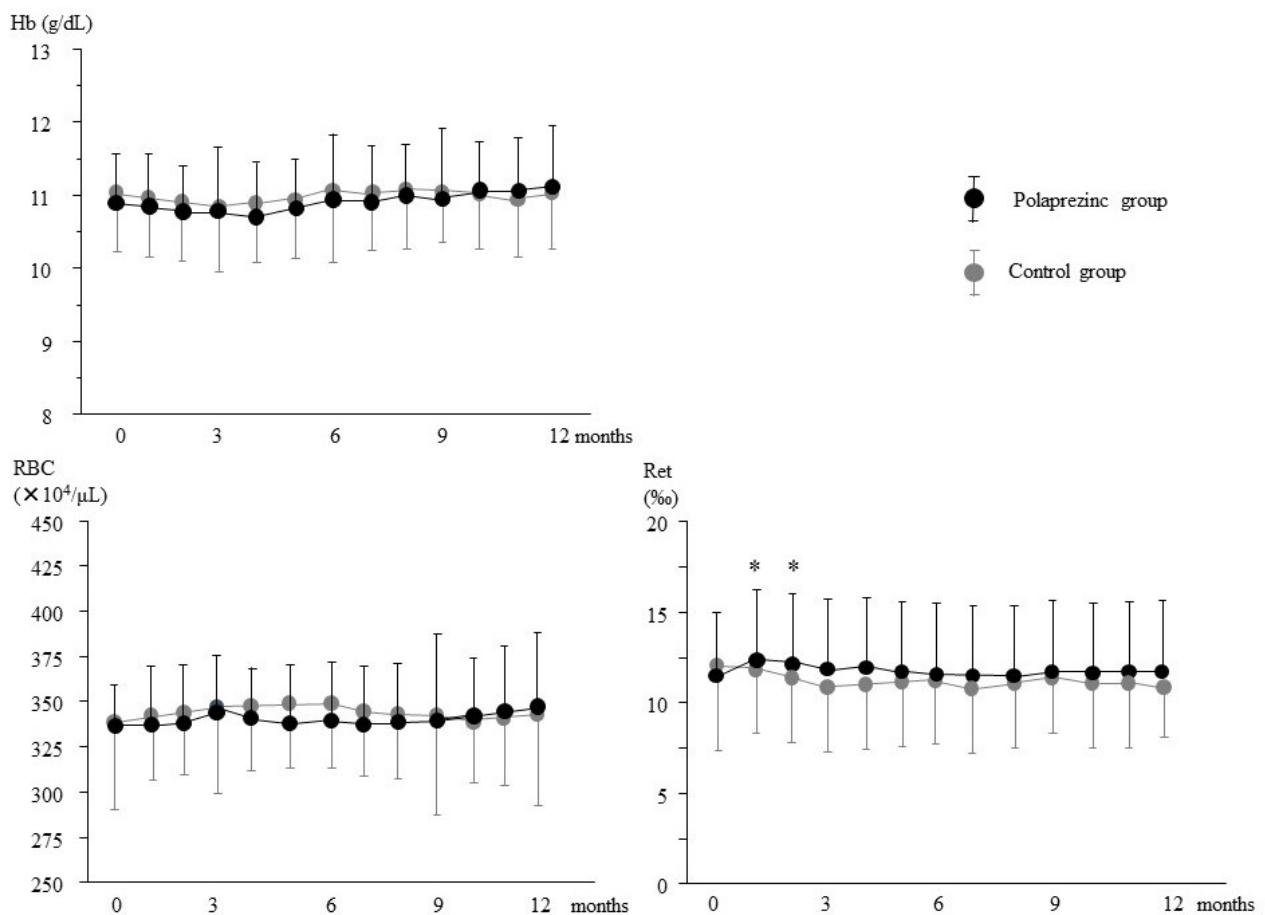 Hb (g/dL)
13
12
11
10
9
8
0 3 6 9 12 months
Polaprezinc group
Control group
RBC
(×10⁴/μL)
450
425
400
375
350
325
300
275
250
0 3 6 9 12 months
Ret
(‰)
20
15
10
5
0
* *
0 3 6 9 12 months